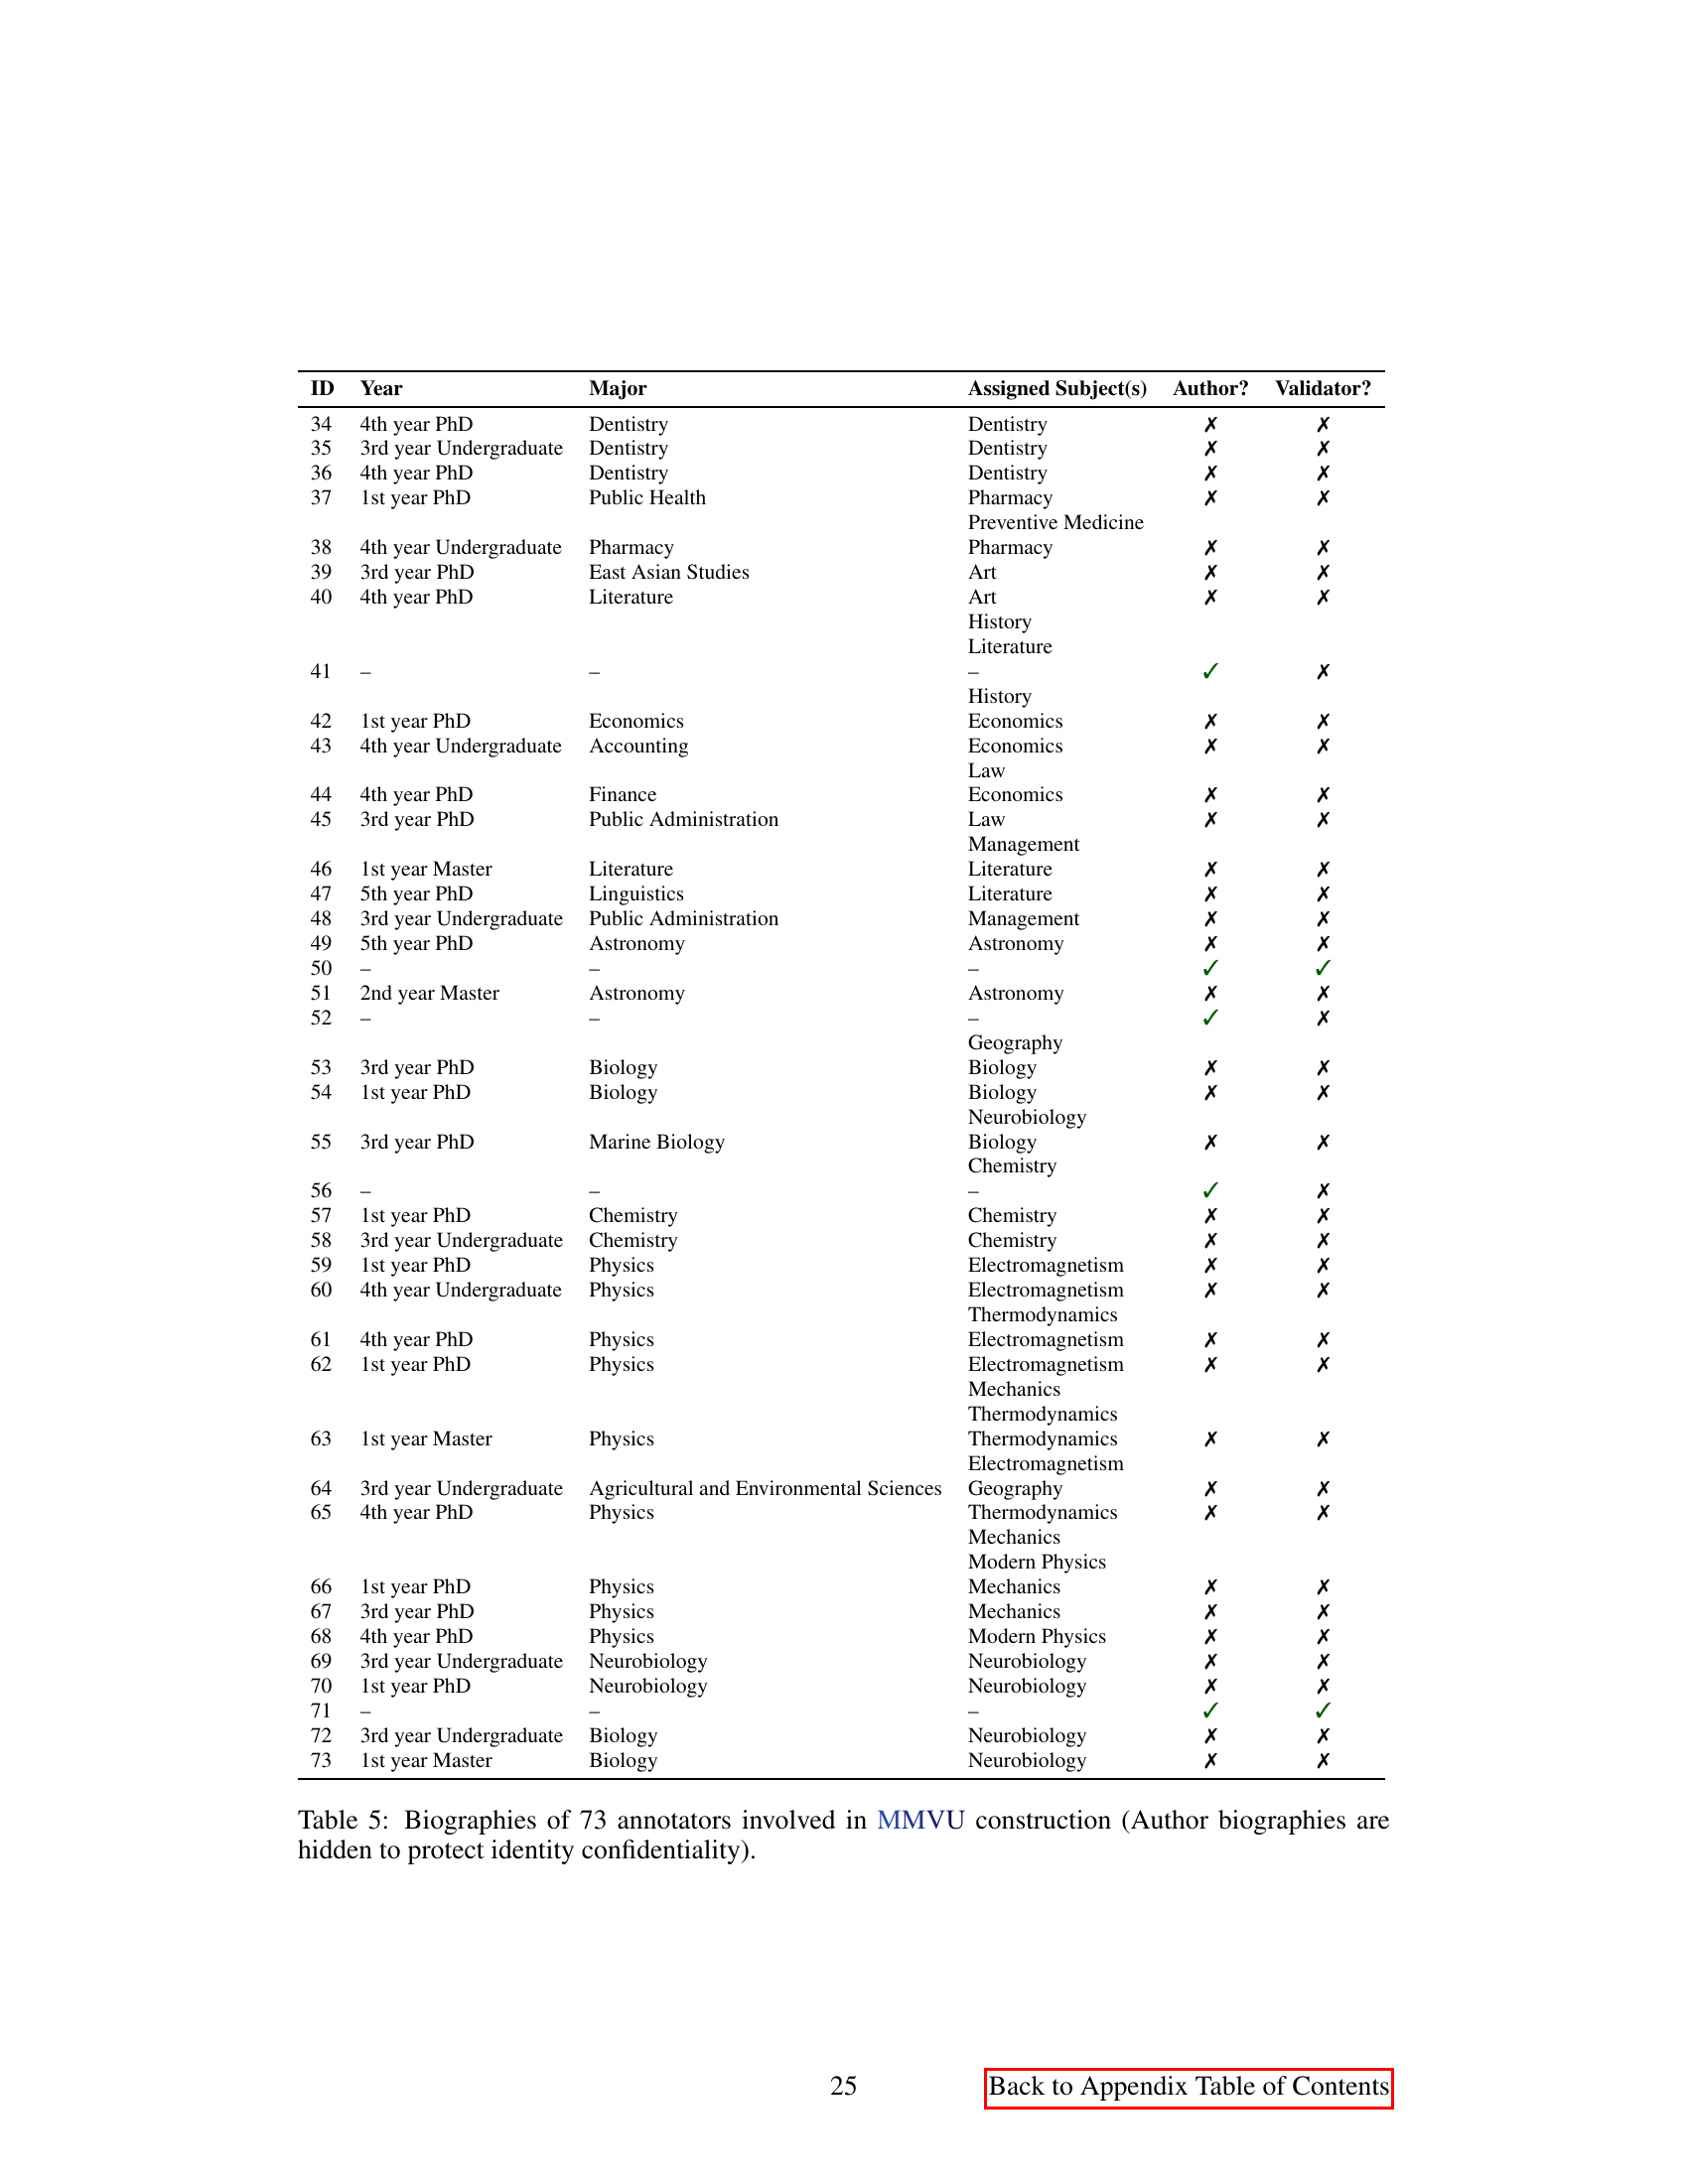 ID Year Major Assigned Subject(s) Author? Validator?
34 4th year PhD Dentistry Dentistry ✗ ✗
35 3rd year Undergraduate Dentistry Dentistry ✗ ✗
36 4th year PhD Dentistry Dentistry ✗ ✗
37 1st year PhD Public Health Pharmacy ✗ ✗
Preventive Medicine
38 4th year Undergraduate Pharmacy Pharmacy ✗ ✗
39 3rd year PhD East Asian Studies Art ✗ ✗
40 4th year PhD Literature Art ✗ ✗
History
Literature
41 – – – ✓ ✗
History
42 1st year PhD Economics Economics ✗ ✗
43 4th year Undergraduate Accounting Economics ✗ ✗
Law
44 4th year PhD Finance Economics ✗ ✗
45 3rd year PhD Public Administration Law ✗ ✗
Management
46 1st year Master Literature Literature ✗ ✗
47 5th year PhD Linguistics Literature ✗ ✗
48 3rd year Undergraduate Public Administration Management ✗ ✗
49 5th year PhD Astronomy Astronomy ✗ ✗
50 – – – ✓ ✓
51 2nd year Master Astronomy Astronomy ✗ ✗
52 – – – ✓ ✗
Geography
53 3rd year PhD Biology Biology ✗ ✗
54 1st year PhD Biology Biology ✗ ✗
Neurobiology
55 3rd year PhD Marine Biology Biology ✗ ✗
Chemistry
56 – – – ✓ ✗
57 1st year PhD Chemistry Chemistry ✗ ✗
58 3rd year Undergraduate Chemistry Chemistry ✗ ✗
59 1st year PhD Physics Electromagnetism ✗ ✗
60 4th year Undergraduate Physics Electromagnetism ✗ ✗
Thermodynamics
61 4th year PhD Physics Electromagnetism ✗ ✗
62 1st year PhD Physics Electromagnetism ✗ ✗
Mechanics
Thermodynamics
63 1st year Master Physics Thermodynamics ✗ ✗
Electromagnetism
64 3rd year Undergraduate Agricultural and Environmental Sciences Geography ✗ ✗
65 4th year PhD Physics Thermodynamics ✗ ✗
Mechanics
Modern Physics
66 1st year PhD Physics Mechanics ✗ ✗
67 3rd year PhD Physics Mechanics ✗ ✗
68 4th year PhD Physics Modern Physics ✗ ✗
69 3rd year Undergraduate Neurobiology Neurobiology ✗ ✗
70 1st year PhD Neurobiology Neurobiology ✗ ✗
71 – – – ✓ ✓
72 3rd year Undergraduate Biology Neurobiology ✗ ✗
73 1st year Master Biology Neurobiology ✗ ✗
Table 5: Biographies of 73 annotators involved in MMVU construction (Author biographies are
hidden to protect identity confidentiality).
25 Back to Appendix Table of Contents